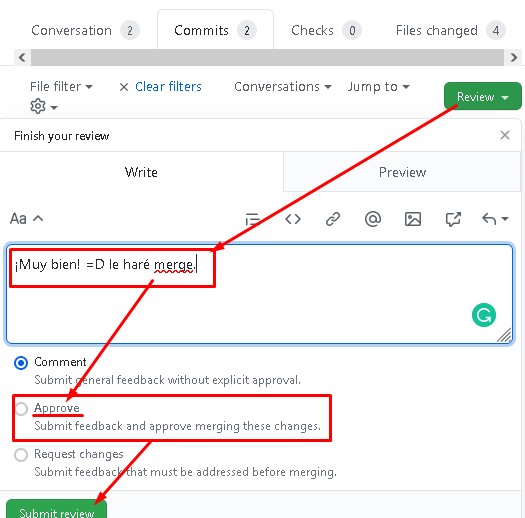 Conversation 2 Commits 2 Checks 0 Files changed 4
File filter Clear filters Conversations Jump to Review
Finish your review
Write Preview
Aa
¡Muy bien! =D le haré merge.
Comment
Submit general feedback without explicit approval.
Approve
Submit feedback and approve merging these changes.
Request changes
Submit feedback that must be addressed before merging.
Submit review